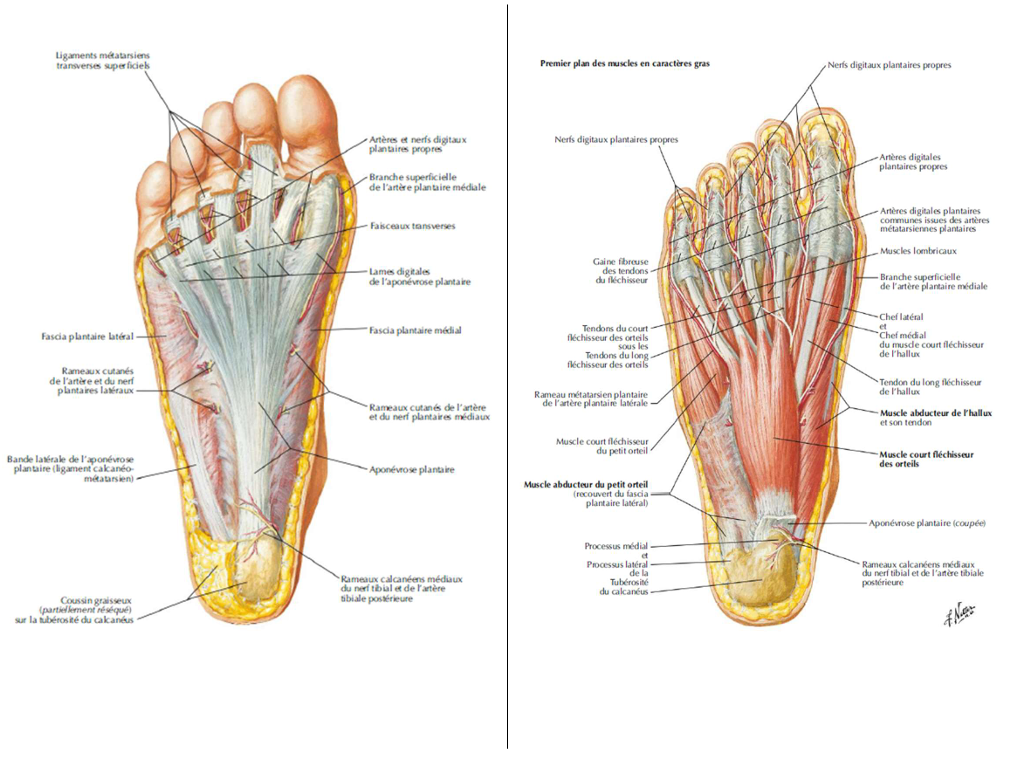 Ligaments métatarsiens
transverses superficiels
Artères et nerfs digitaux
plantaires propres
Branche superficielle
de l'artère plantaire médiale
Faisceaux transverses
Lames digitales
de l'aponévrose plantaire
Fascia plantaire médial
Fascia plantaire latéral
Rameaux cutanés
de l'artère et du nerf
plantaires latéraux
Rameaux cutanés de l'artère
et du nerf plantaires médiaux
Bande latérale de l'aponévrose
plantaire (ligament calcanéo-
métatarsien)
Aponévrose plantaire
Rameaux calcanéens médiaux
du nerf tibial et de l'artère
tibiale postérieure
Coussin graisseux
(partiellement réséqué)
sur la tubérosité du calcanéus
Premier plan des muscles en caractères gras
Nerfs digitaux plantaires propres
Nerfs digitaux plantaires propres
Artères digitales
plantaires propres
Artères digitales plantaires
communes issues des artères
métatarsiennes plantaires
Muscles lombricaux
Gaine fibreuse
des tendons
du fléchisseur
Branche superficielle
de l'artère plantaire médiale
Chef latéral
et
Chef médial
du muscle court fléchisseur
de l'hallux
Tendons du court
fléchisseur des orteils
sous les
Tendons du long
fléchisseur des orteils
Tendon du long fléchisseur
de l'hallux
Rameau métatarsien plantaire
de l'artère plantaire latérale
Muscle abducteur de l'hallux
et son tendon
Muscle court fléchisseur
du petit orteil
Muscle court fléchisseur
des orteils
Muscle abducteur du petit orteil
(recouvert du fascia
plantaire latéral)
Aponévrose plantaire (coupée)
Processus médial
et
Processus latéral
de la
Tubérosité
du calcanéus
Rameaux calcanéens médiaux
du nerf tibial et de l'artère tibiale
postérieure
F. Netter